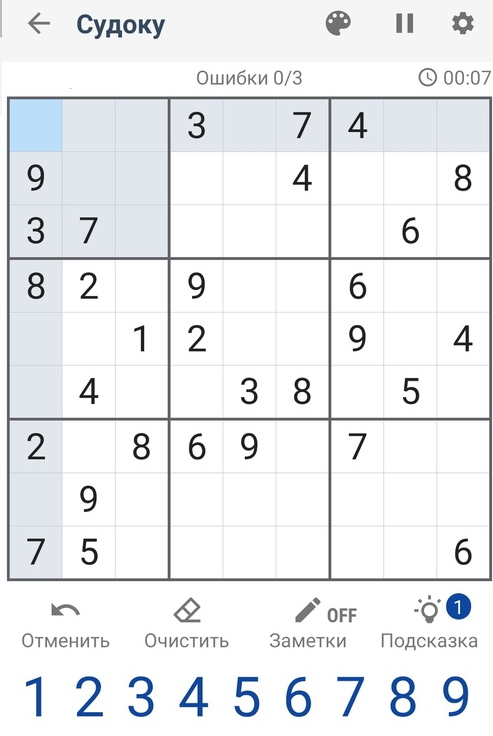 Судоку
Ошибки 0/3 00:07
3 7 4
9 4 8
3 7 6
8 2 9 6
1 2 9 4
4 3 8 5
2 8 6 9 7
9
7 5 6
OFF 1
Отменить Очистить Заметки Подсказка
1 2 3 4 5 6 7 8 9